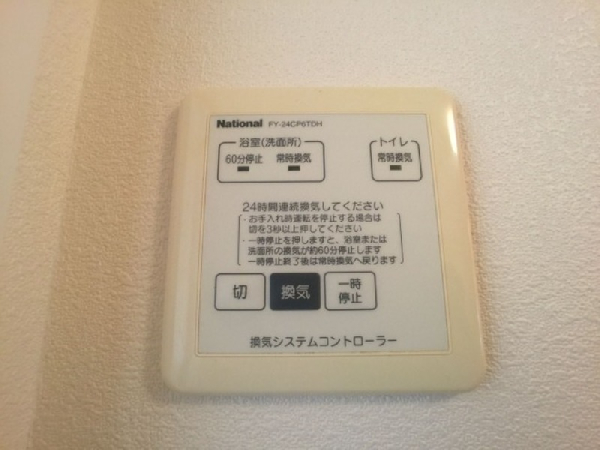 National FY-24CP6TDH
浴室(洗面所) トイレ
60分停止 常時換気 常時換気
24時間連続換気してください
・お手入れ時運転を停止する場合は
切を3秒以上押してください
・一時停止を押しますと、浴室または
洗面所の換気が約60分停止します
一時停止終了後は常時換気へ戻ります
切 換気 一時
停止
換気システムコントローラー